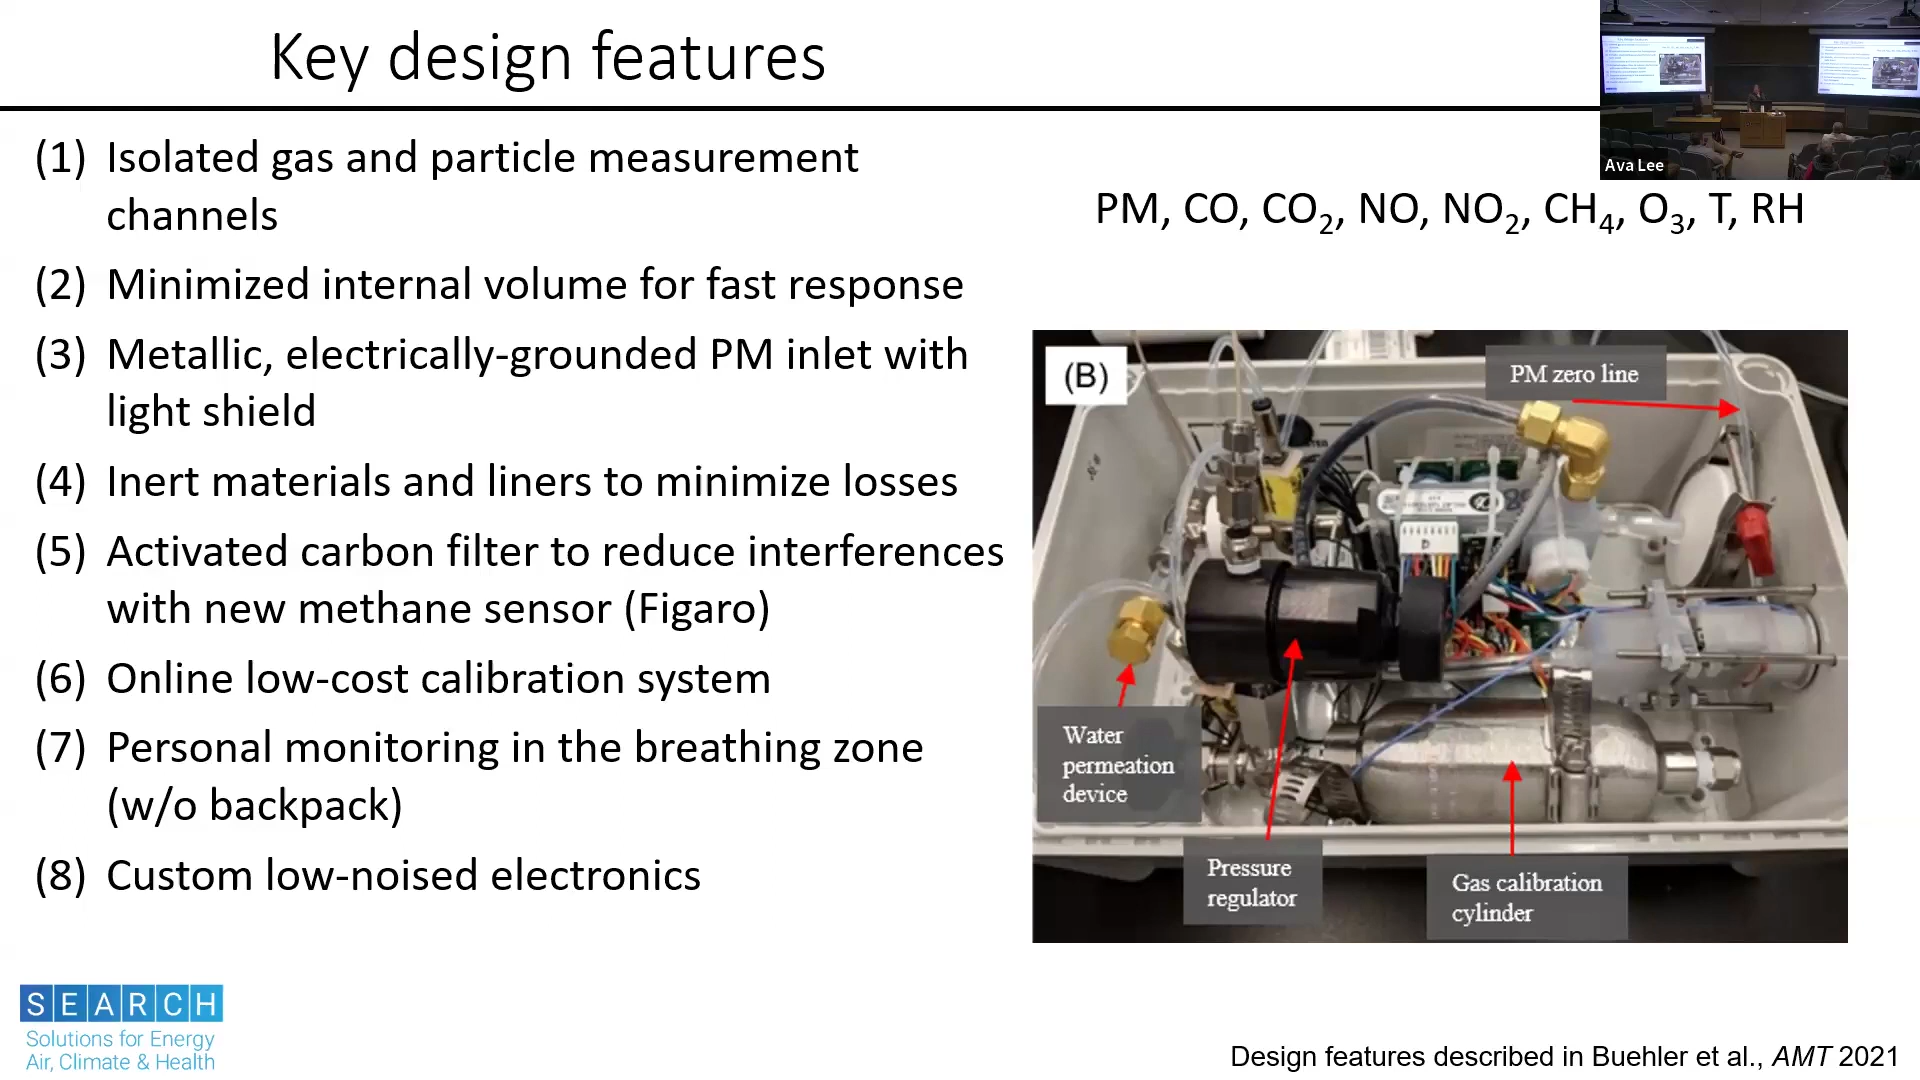 Key design features
(1) Isolated gas and particle measurement
channels
(2) Minimized internal volume for fast response
(3) Metallic, electrically-grounded PM inlet with
light shield
(4) Inert materials and liners to minimize losses
(5) Activated carbon filter to reduce interferences
with new methane sensor (Figaro)
(6) Online low-cost calibration system
(7) Personal monitoring in the breathing zone
(w/o backpack)
(8) Custom low-noised electronics
Ava Lee
PM, CO, CO₂, NO, NO₂, CH₄, O₃, T, RH
(B)
PM zero line
Water
permeation
device
Pressure
regulator
Gas calibration
cylinder
SEARCH
Solutions for Energy
Air, Climate & Health
Design features described in Buehler et al., AMT 2021